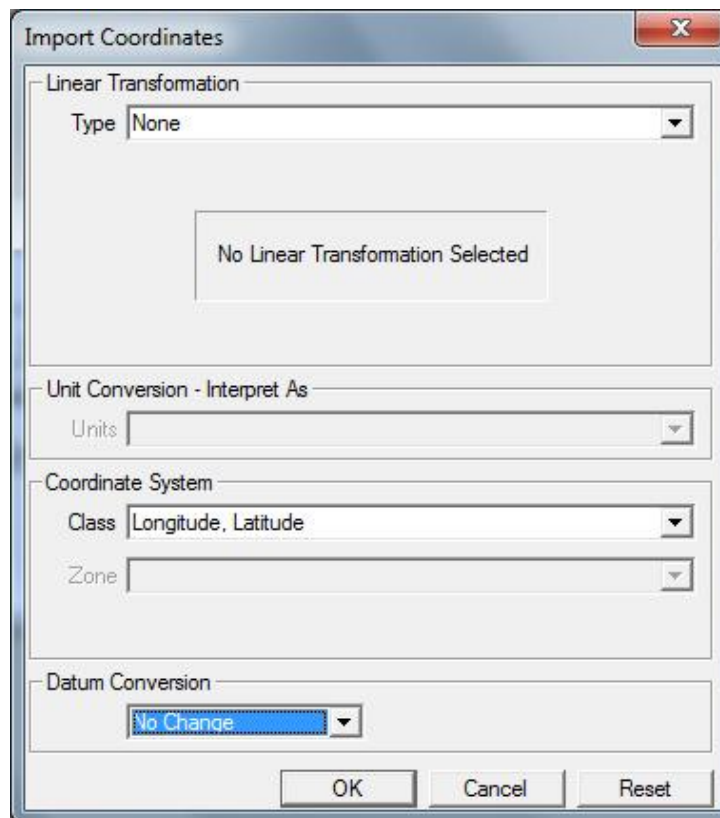 Import Coordinates
Linear Transformation
Type None
No Linear Transformation Selected
Unit Conversion - Interpret As
Units
Coordinate System
Class Longitude, Latitude
Zone
Datum Conversion
No Change
OK Cancel Reset